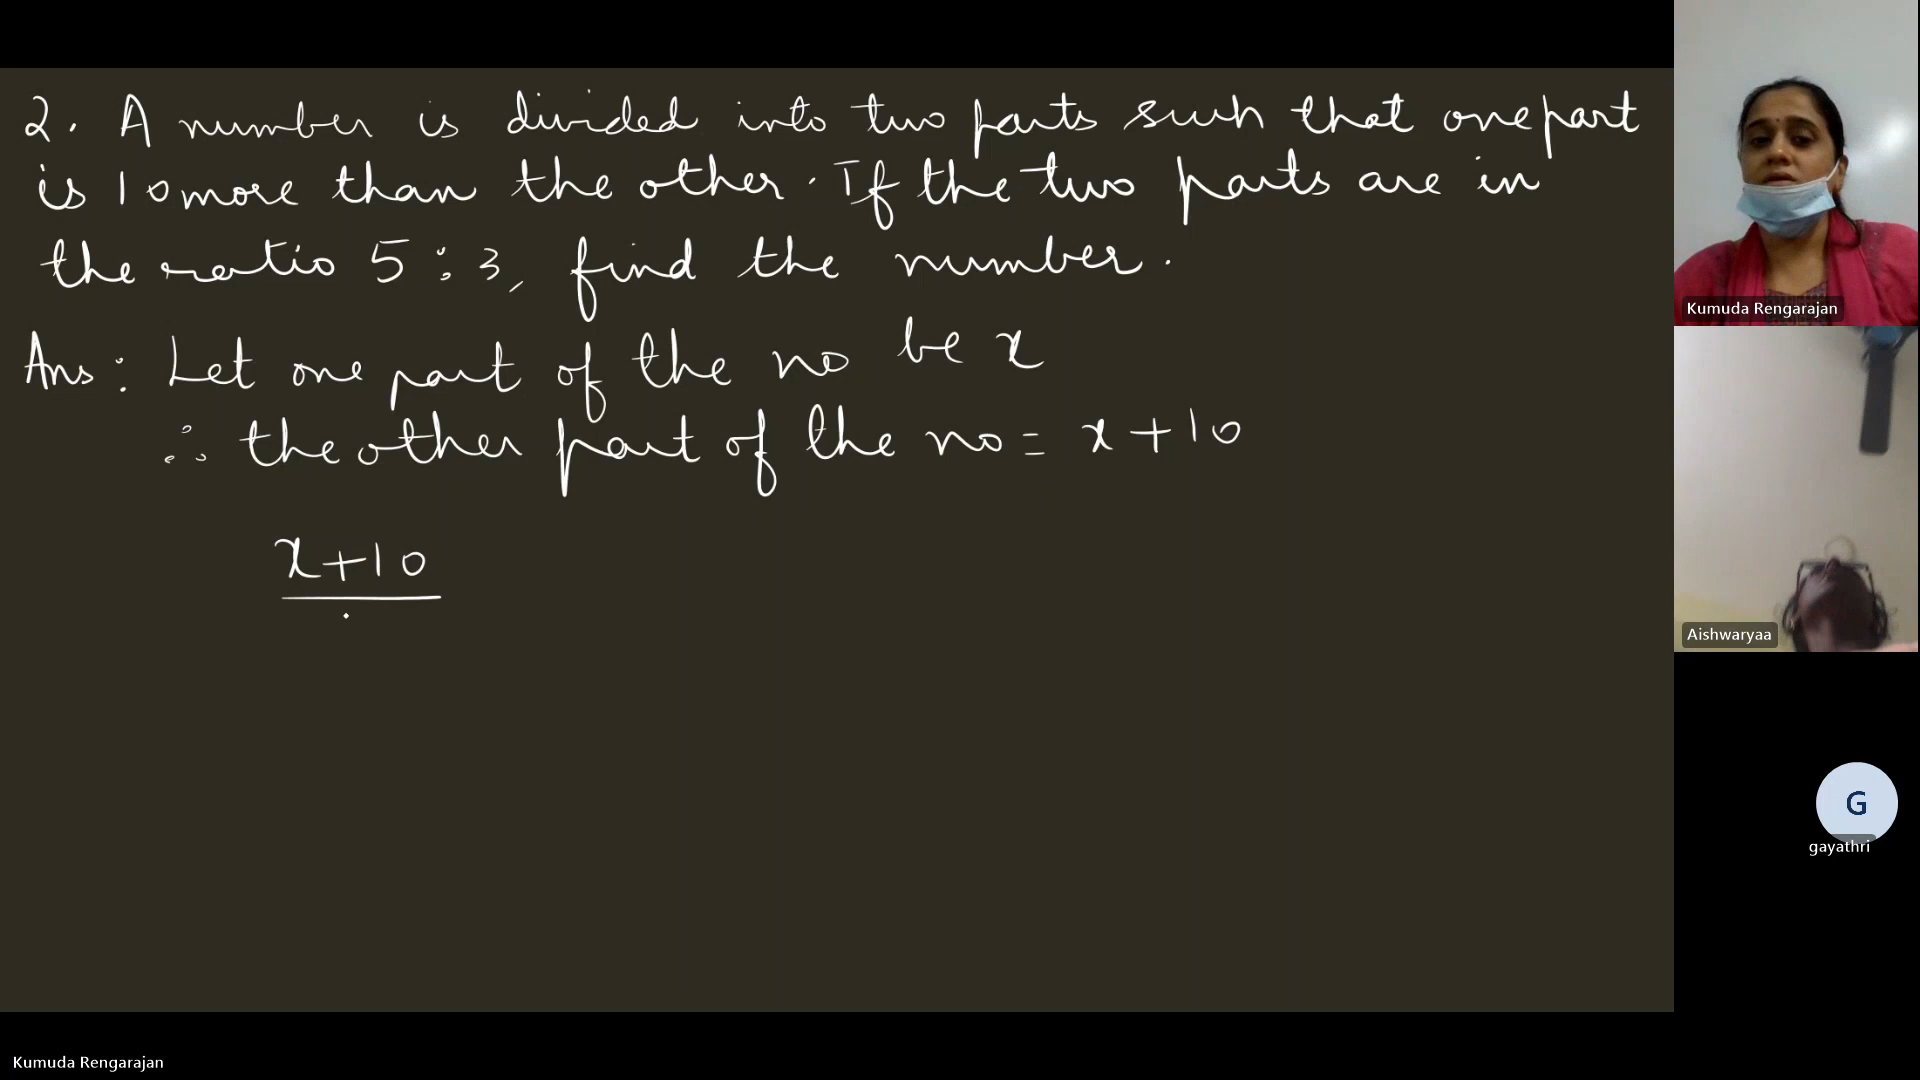 2. A number is divided into two parts such that one part
is 10 more than the other. If the two parts are in
the ratio 5:3, find the number.
Ans: Let one part of the no be x
∴ the other part of the no = x+10
x+10
Kumuda Rengarajan
Aishwaryaa
G
gayathri
Kumuda Rengarajan